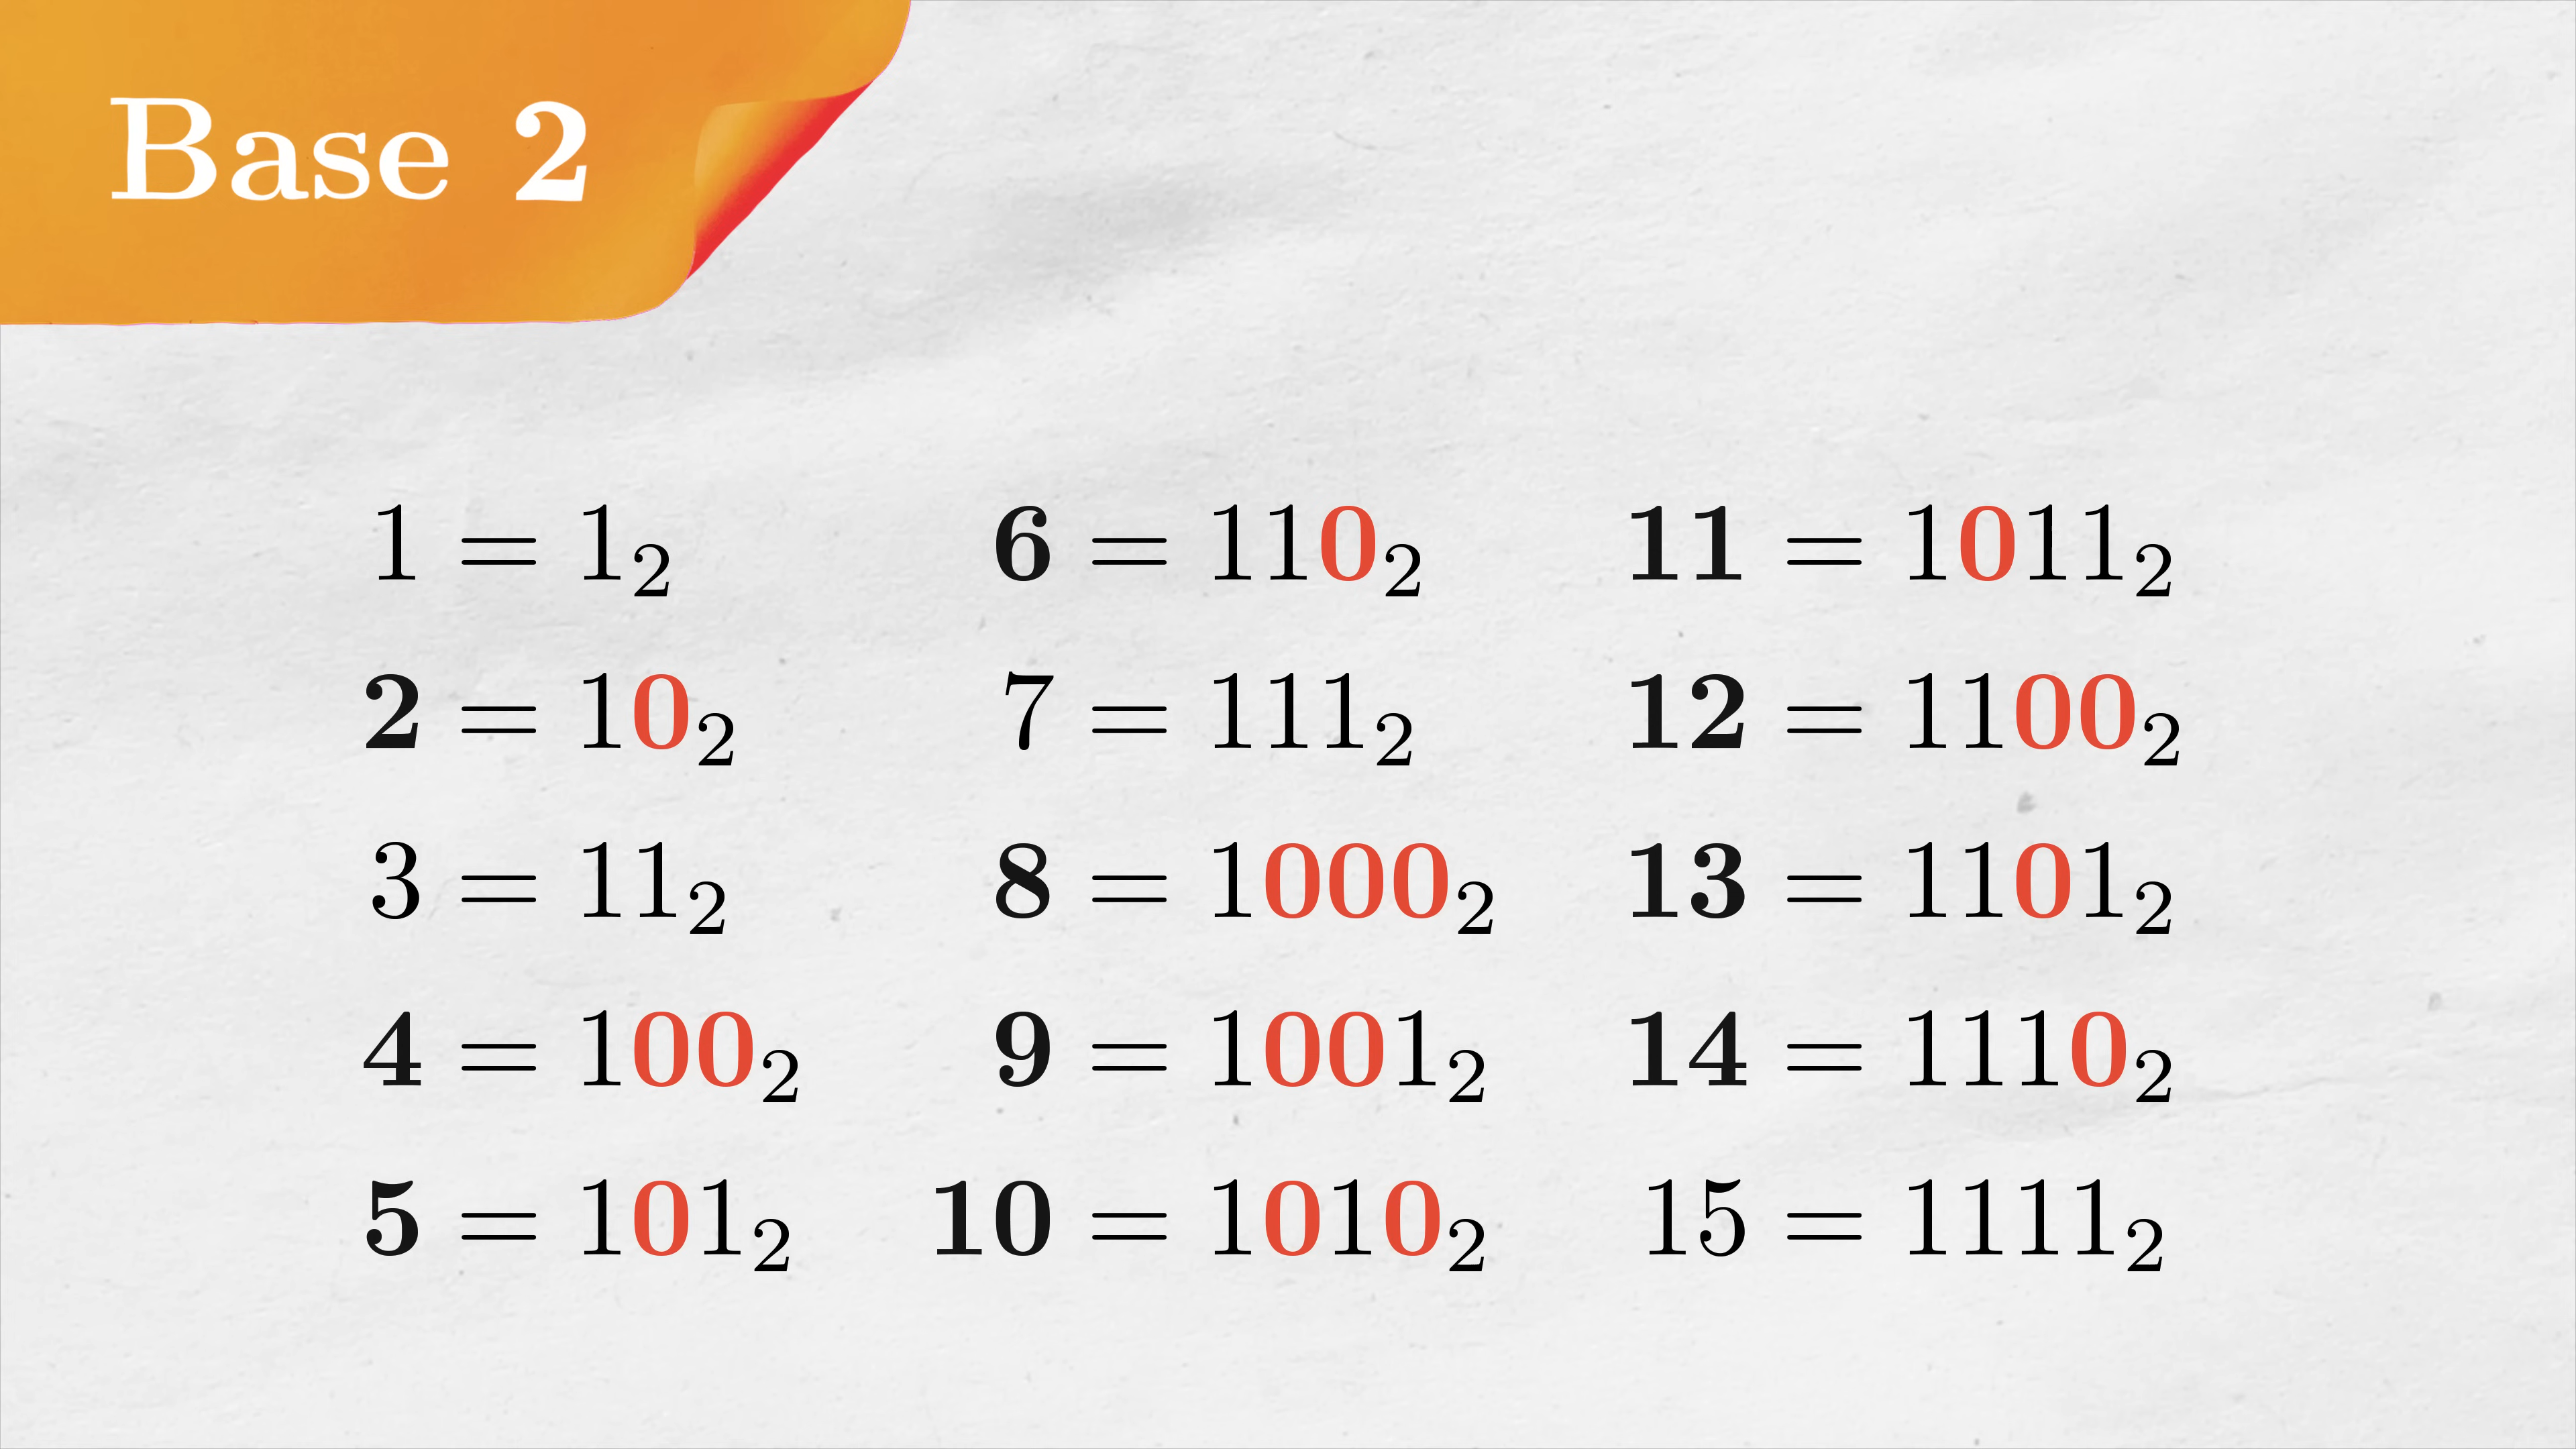 Base 2
1 = 1₂
2 = 10₂
3 = 11₂
4 = 100₂
5 = 101₂
6 = 110₂
7 = 111₂
8 = 1000₂
9 = 1001₂
10 = 1010₂
11 = 1011₂
12 = 1100₂
13 = 1101₂
14 = 1110₂
15 = 1111₂